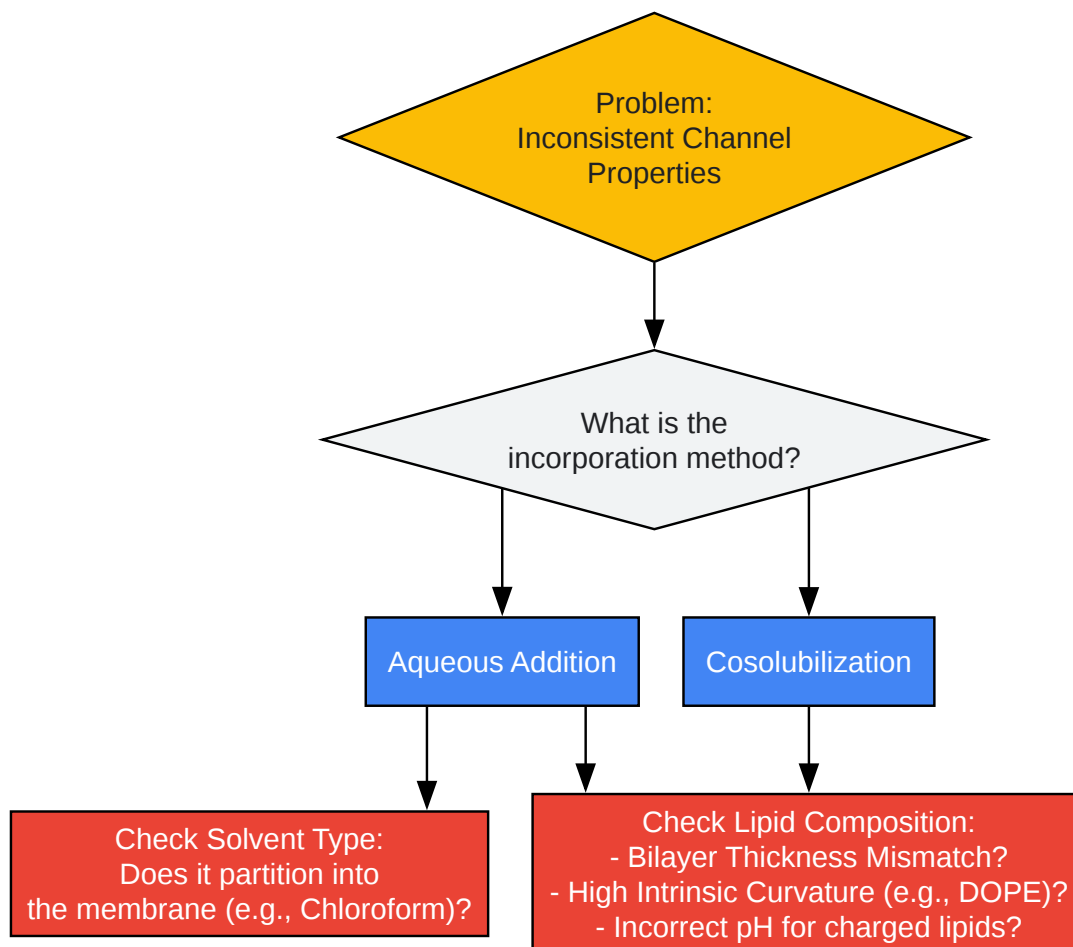 Problem:
Inconsistent Channel
Properties
What is the
incorporation method?
Aqueous Addition
Cosolubilization
Check Solvent Type:
Does it partition into
the membrane (e.g., Chloroform)?
Check Lipid Composition:
- Bilayer Thickness Mismatch?
- High Intrinsic Curvature (e.g., DOPE)?
- Incorrect pH for charged lipids?